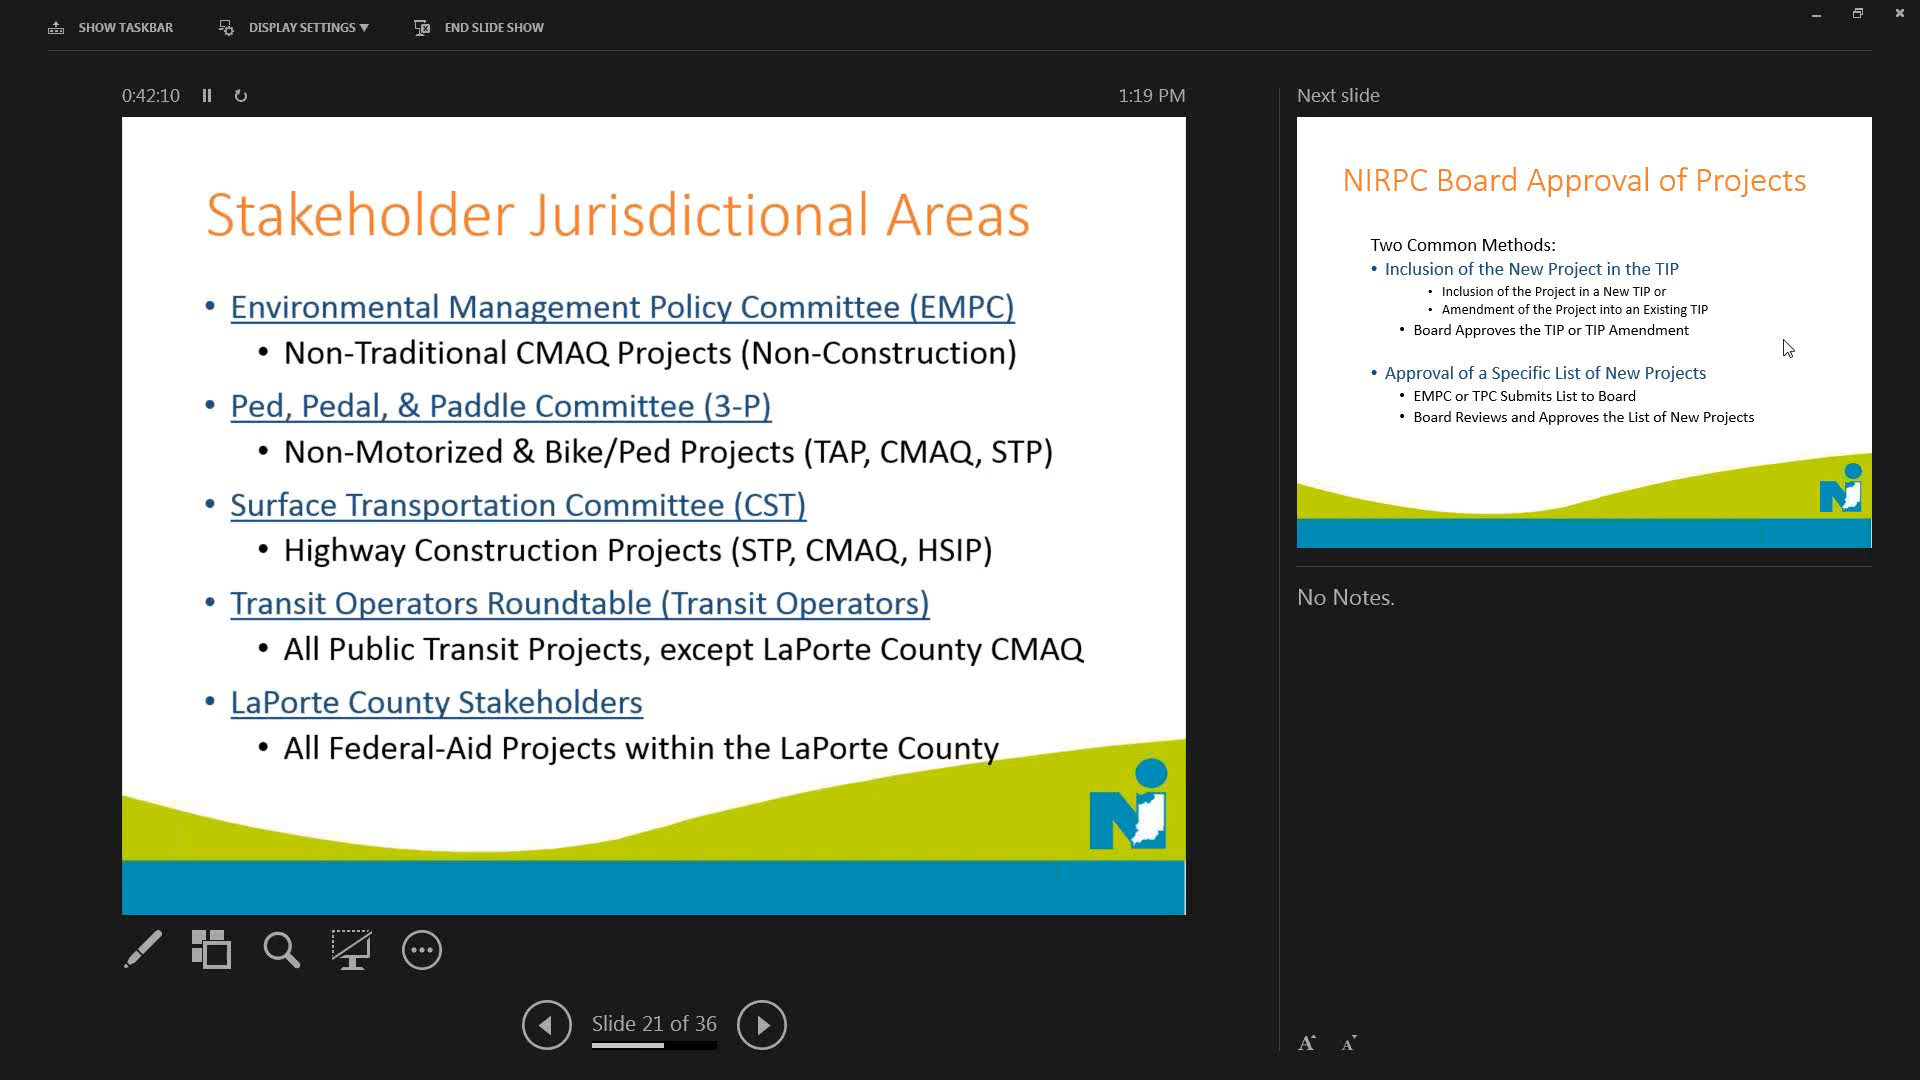 SHOW TASKBAR
DISPLAY SETTINGS
END SLIDE SHOW
0:42:10
1:19 PM
Stakeholder Jurisdictional Areas
• Environmental Management Policy Committee (EMPC)
• Non-Traditional CMAQ Projects (Non-Construction)
• Ped, Pedal, & Paddle Committee (3-P)
• Non-Motorized & Bike/Ped Projects (TAP, CMAQ, STP)
• Surface Transportation Committee (CST)
• Highway Construction Projects (STP, CMAQ, HSIP)
• Transit Operators Roundtable (Transit Operators)
• All Public Transit Projects, except LaPorte County CMAQ
• LaPorte County Stakeholders
• All Federal-Aid Projects within the LaPorte County
Slide 21 of 36
Next slide
NIRPC Board Approval of Projects
Two Common Methods:
• Inclusion of the New Project in the TIP
• Inclusion of the Project in a New TIP or
• Amendment of the Project into an Existing TIP
• Board Approves the TIP or TIP Amendment
• Approval of a Specific List of New Projects
• EMPC or TPC Submits List to Board
• Board Reviews and Approves the List of New Projects
No Notes.
A A